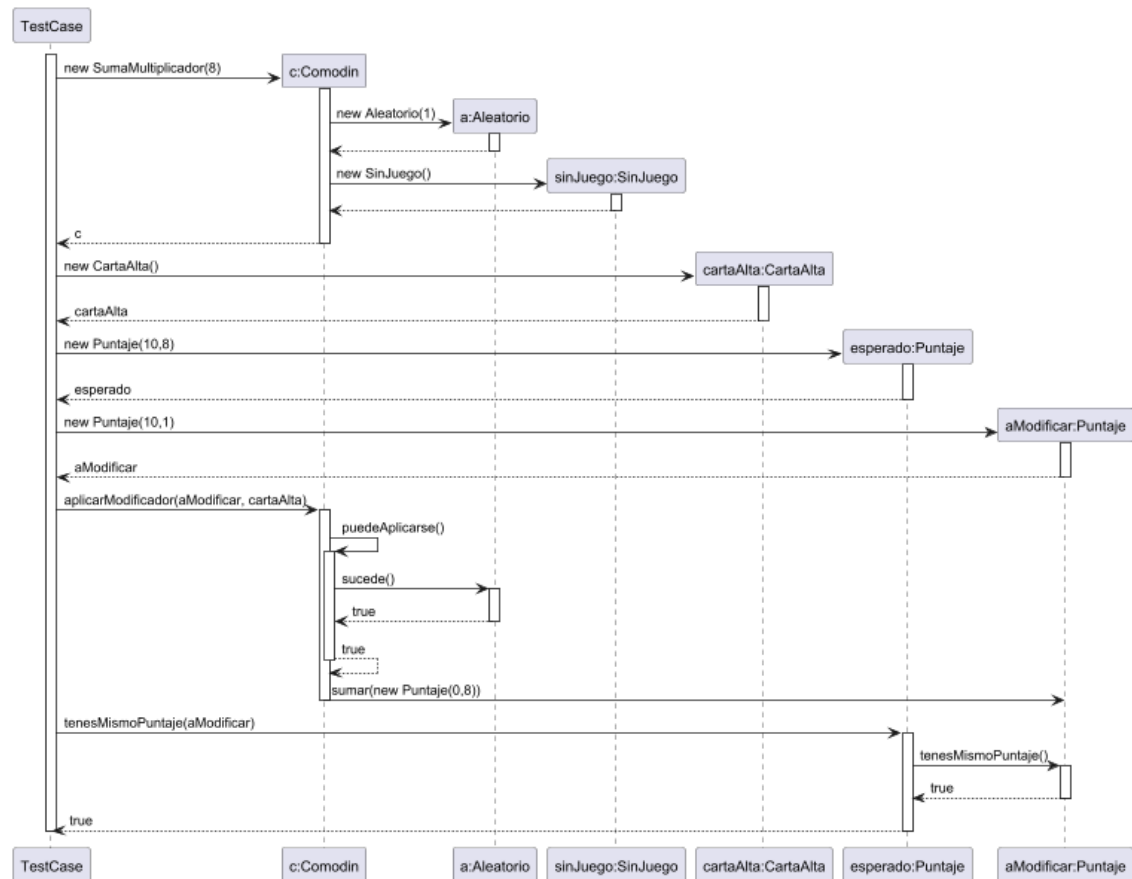 TestCase
new SumaMultiplicador(8)
c:Comodin
new Aleatorio(1)
a:Aleatorio
new SinJuego()
sinJuego:SinJuego
c
new CartaAlta()
cartaAlta:CartaAlta
cartaAlta
new Puntaje(10,8)
esperado:Puntaje
esperado
new Puntaje(10,1)
aModificar:Puntaje
aModificar
aplicarModificador(aModificar, cartaAlta)
puedeAplicarse()
sucede()
true
true
sumar(new Puntaje(0,8))
tenesMismoPuntaje(aModificar)
tenesMismoPuntaje()
true
true
TestCase c:Comodin a:Aleatorio sinJuego:SinJuego cartaAlta:CartaAlta esperado:Puntaje aModificar:Puntaje